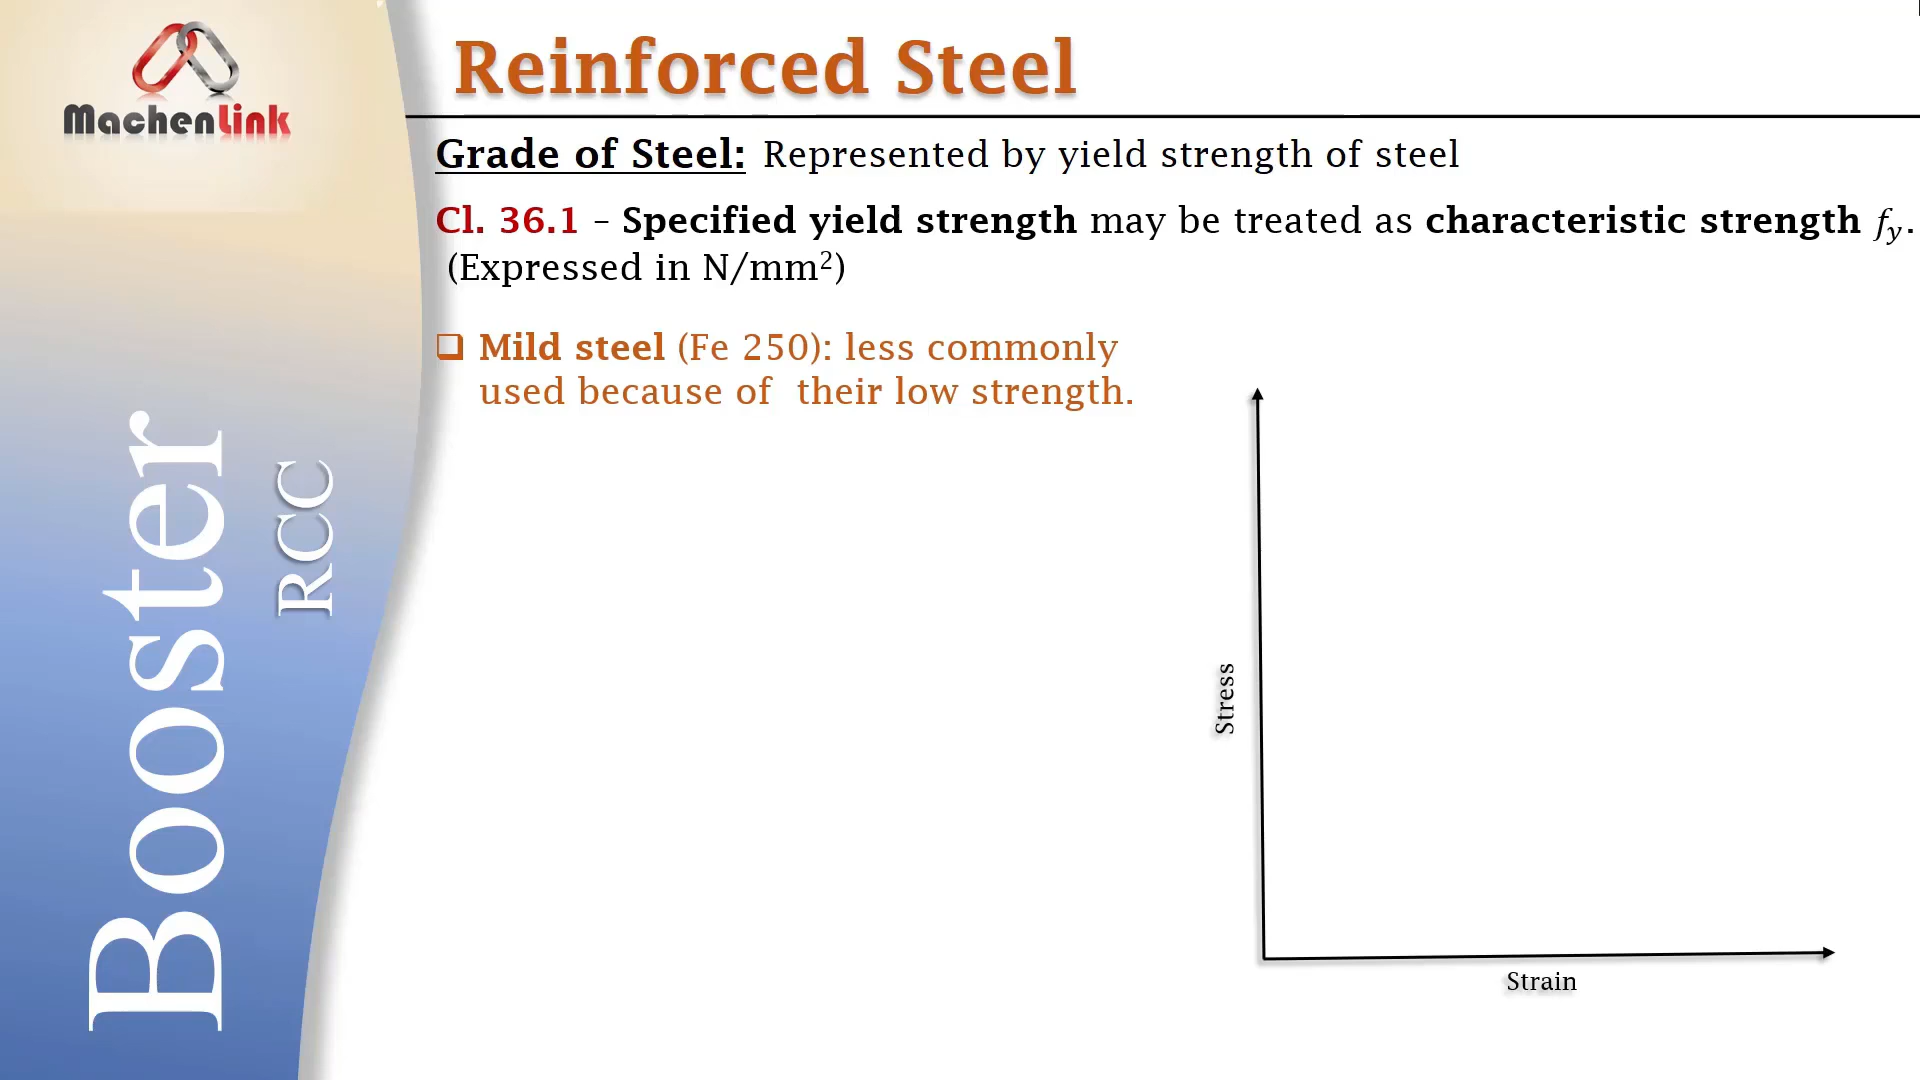 MachenLink
Booster
RCC
Reinforced Steel
Grade of Steel: Represented by yield strength of steel
Cl. 36.1 – Specified yield strength may be treated as characteristic strength fy.
(Expressed in N/mm²)
❑ Mild steel (Fe 250): less commonly
used because of their low strength.
Stress
Strain